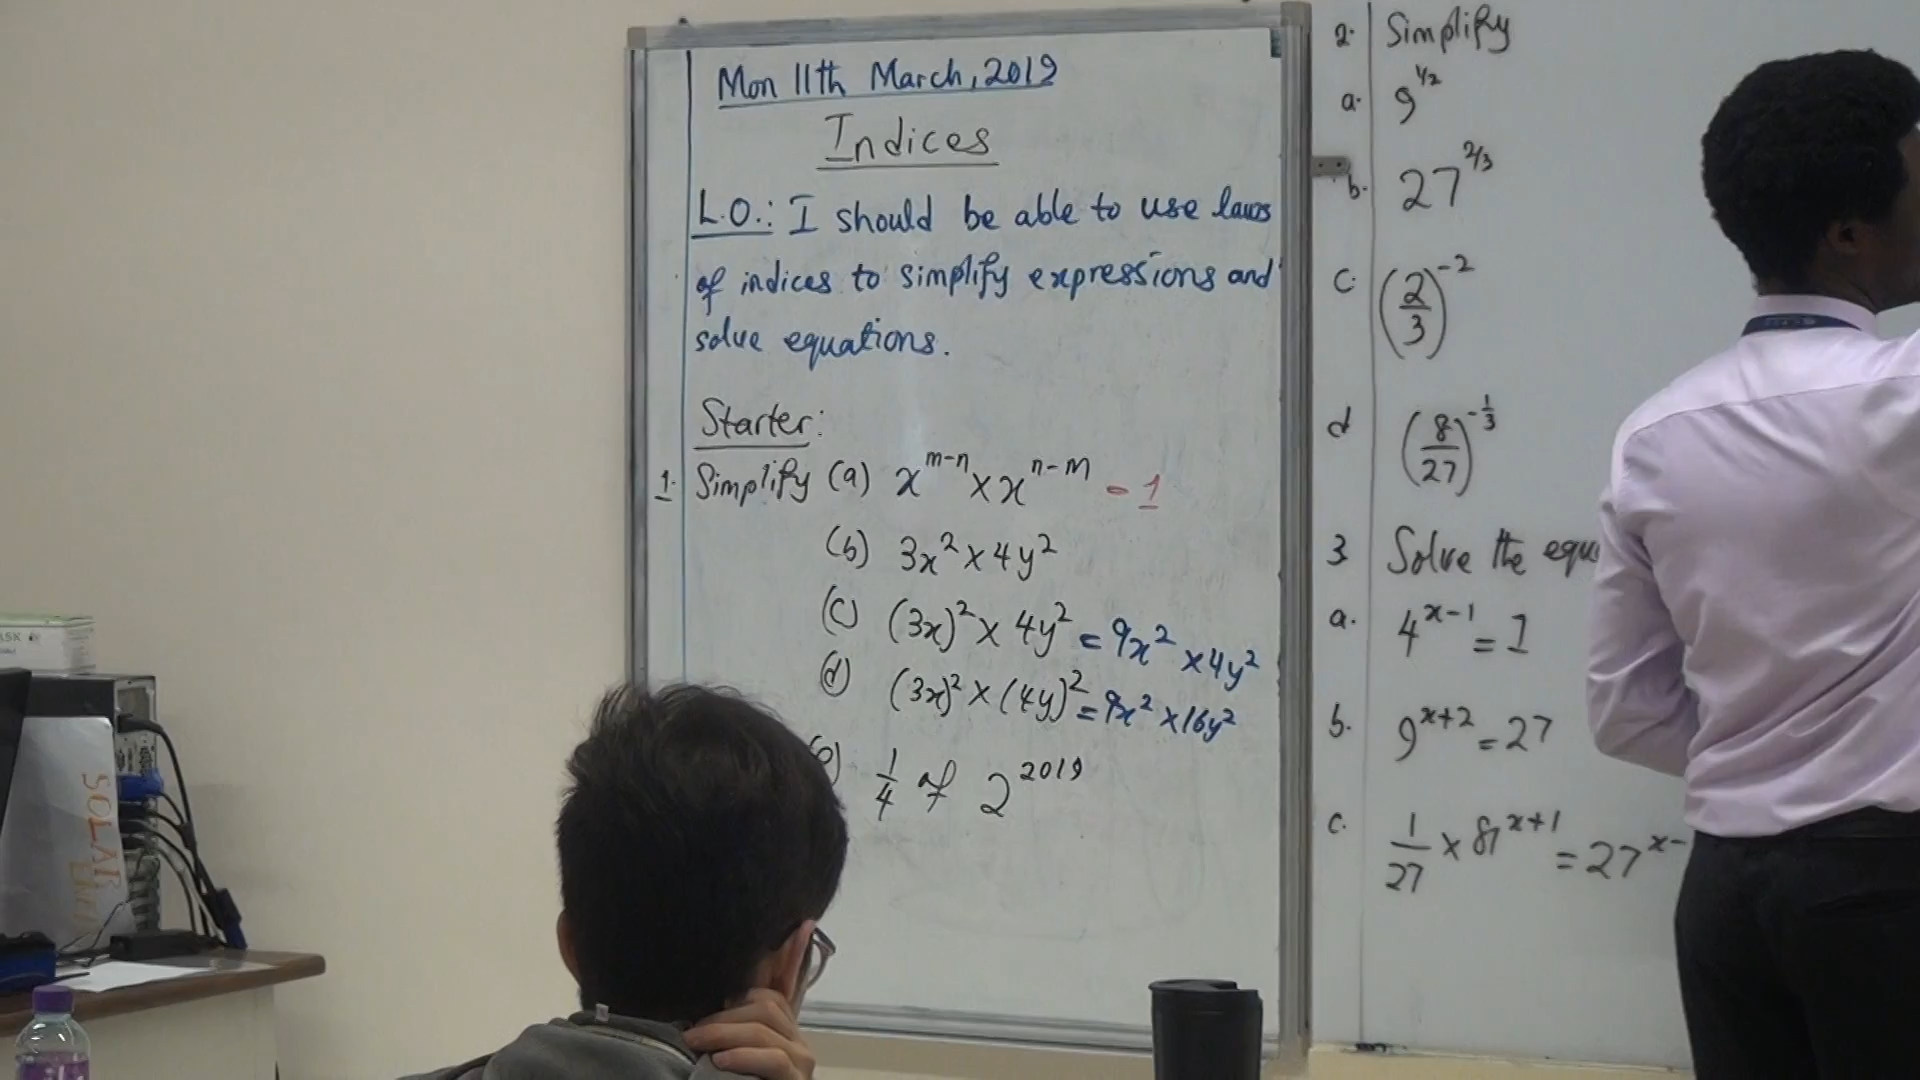 Mon 11th March, 2019
Indices
L.O.: I should be able to use laws
of indices to simplify expressions and
solve equations.
Starter:
1. Simplify (a) x^{m-n} × x^{n-m} = 1
(b) 3x² × 4y²
(c) (3x)² × 4y² = 9x² × 4y²
(d) (3x)² × (4y)² = 9x² × 16y²
(e) 1/4 of 2^{2019}
2. Simplify
a. 9^{1/2}
b. 27^{2/3}
c. (2/3)^{-2}
d (8/27)^{-1/3}
3 Solve the equ
a. 4^{x-1} = 1
b. 9^{x+2} = 27
c. 1/27 × 81^{x+1} = 27^{x-
SOLAR
ASK